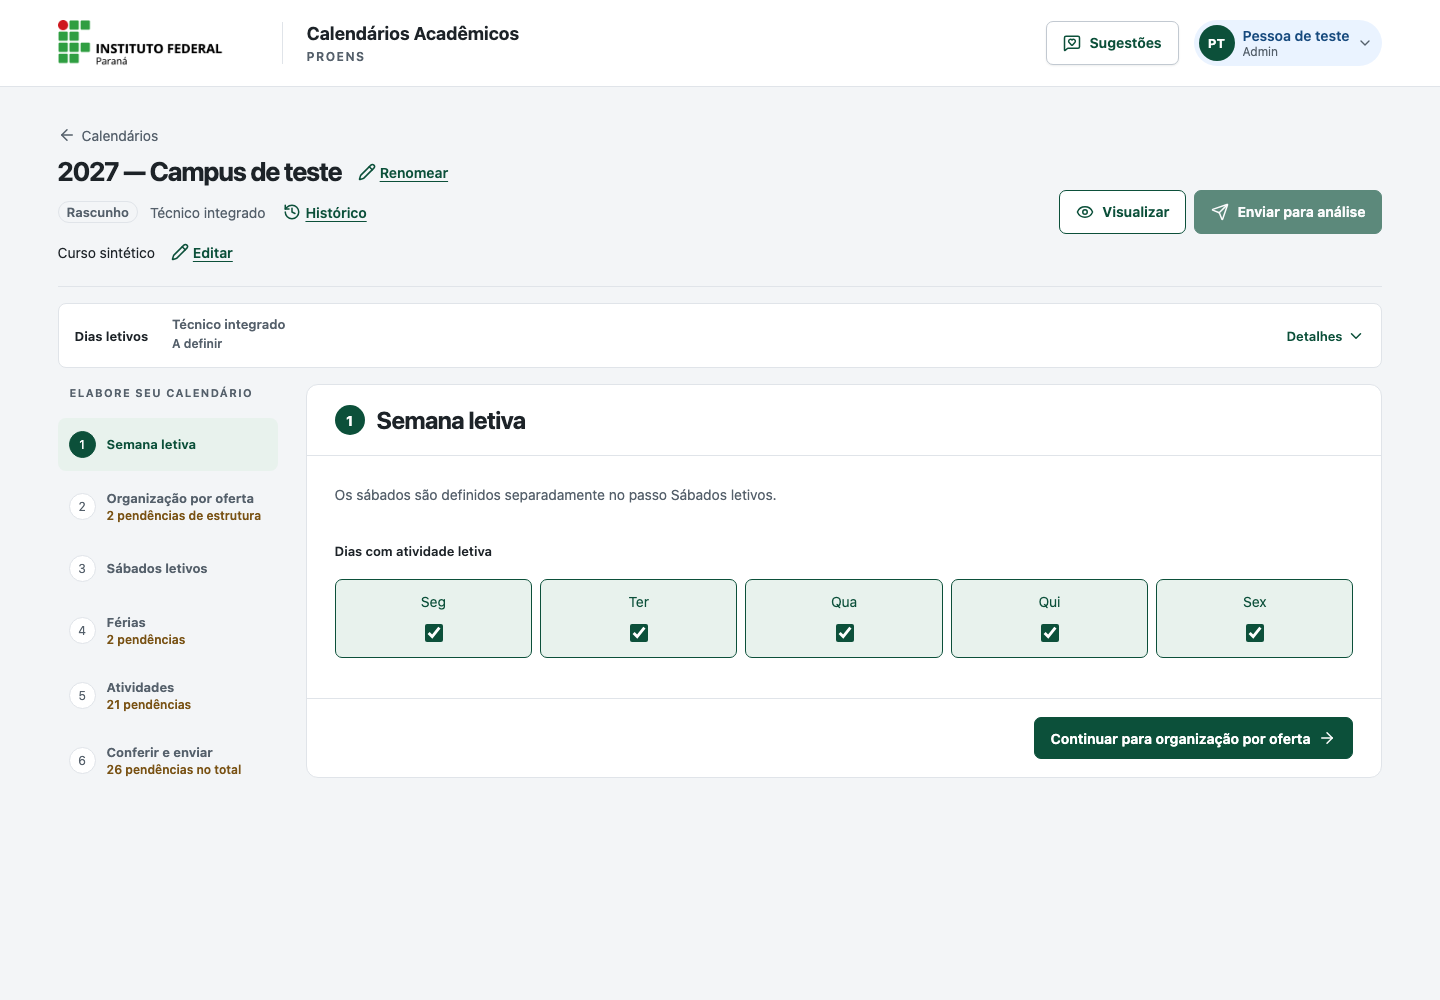 INSTITUTO FEDERAL
Paraná
Calendários Acadêmicos
PROENS
Sugestões
PT
Pessoa de teste
Admin
Calendários
2027 — Campus de teste
Renomear
Rascunho
Técnico integrado
Histórico
Visualizar
Enviar para análise
Curso sintético
Editar
Dias letivos
Técnico integrado
A definir
Detalhes
ELABORE SEU CALENDÁRIO
1
Semana letiva
2
Organização por oferta
2 pendências de estrutura
3
Sábados letivos
4
Férias
2 pendências
5
Atividades
21 pendências
6
Conferir e enviar
26 pendências no total
1
Semana letiva
Os sábados são definidos separadamente no passo Sábados letivos.
Dias com atividade letiva
Seg
Ter
Qua
Qui
Sex
Continuar para organização por oferta